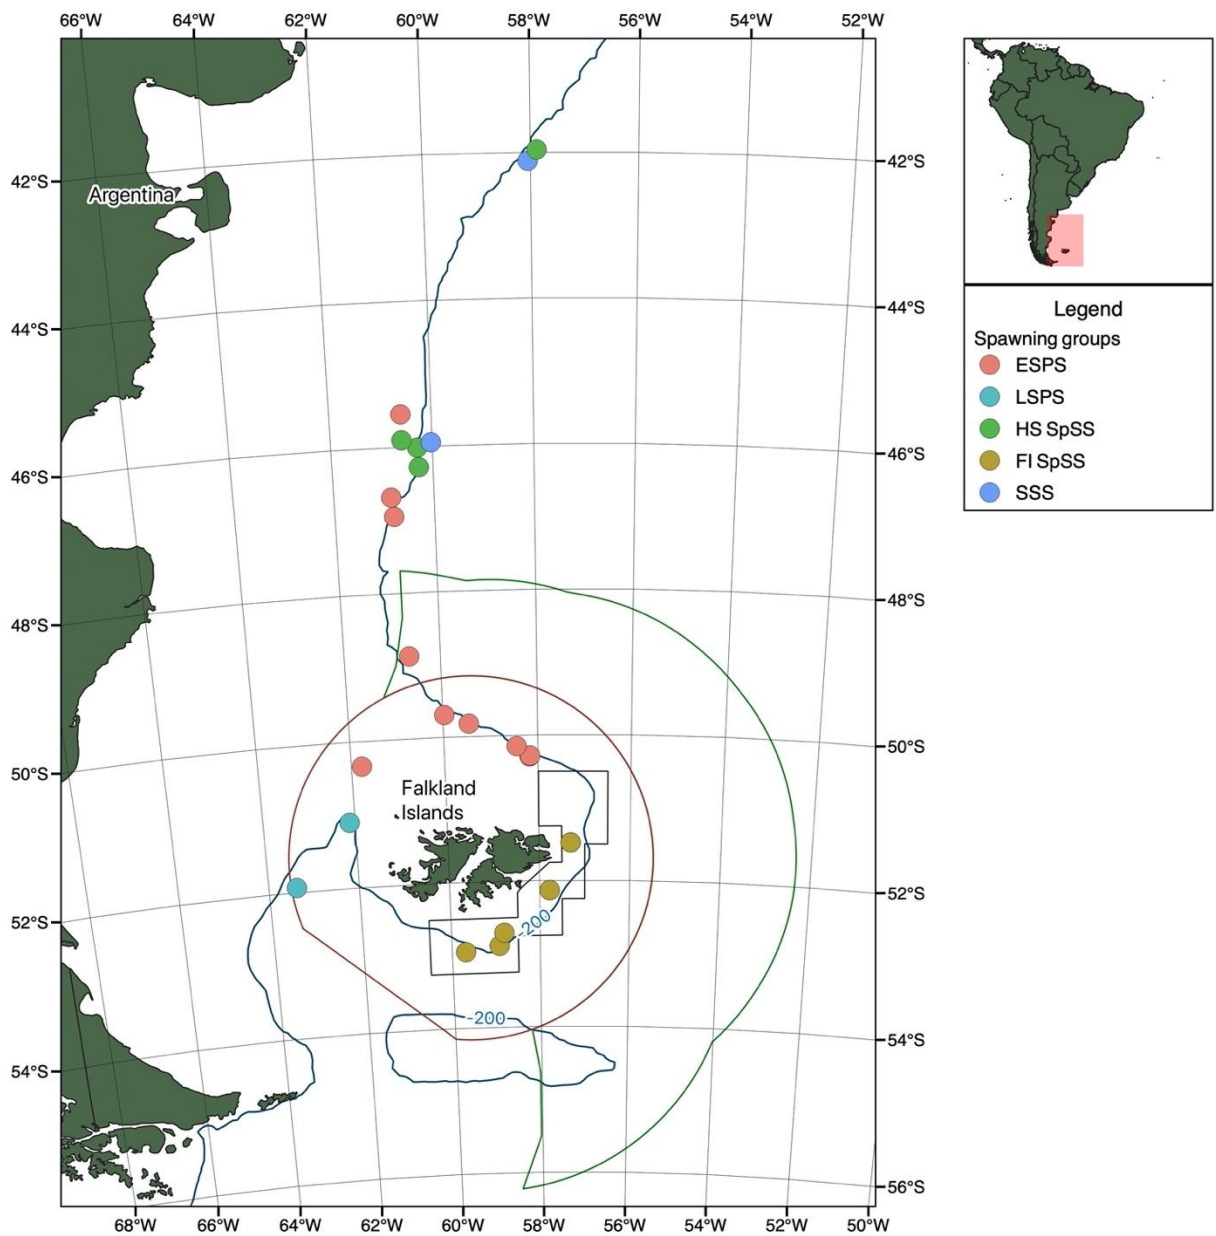 66°W 64°W 62°W 60°W 58°W 56°W 54°W 52°W
42°S
42°S
Argentina
44°S
44°S
46°S
46°S
48°S
48°S
50°S
50°S
Falkland
Islands
52°S
52°S
-200
-200
54°S
54°S
56°S
68°W 66°W 64°W 62°W 60°W 58°W 56°W 54°W 52°W 50°W
Legend
Spawning groups
ESPS
LSPS
HS SpSS
FI SpSS
SSS